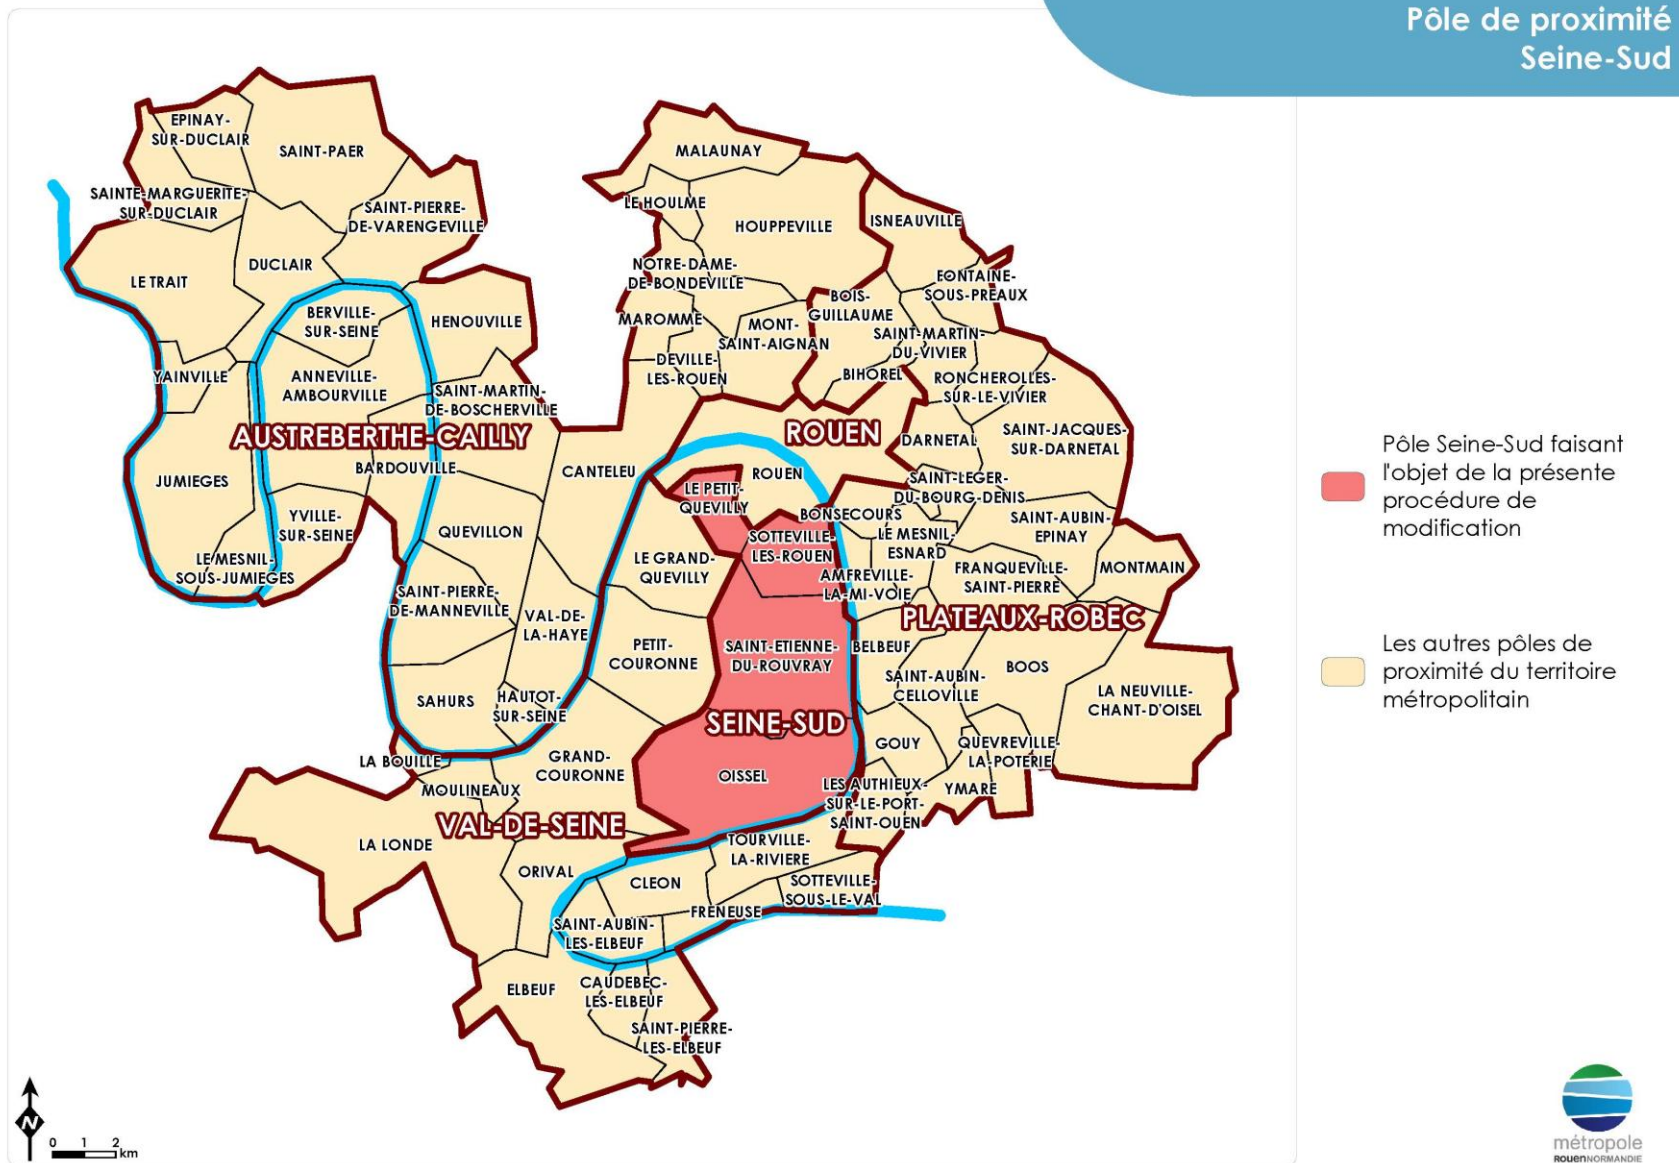 Pôle de proximité
Seine-Sud
EPINAY-
SUR-DUCLAIR
SAINT-PAER
SAINTE-MARGUERITE-
SUR-DUCLAIR
SAINT-PIERRE-
DE-VARENGEVILLE
DUCLAIR
LE TRAIT
BERVILLE-
SUR-SEINE
HENOUVILLE
YAINVILLE
ANNEVILLE-
AMBOURVILLE
SAINT-MARTIN-
DE-BOSCHERVILLE
AUSTREBERTHE-CAILLY
BARDOUVILLE
JUMIEGES
YVILLE-
SUR-SEINE
LE MESNIL-
SOUS-JUMIEGES
QUEVILLON
CANTELEU
SAINT-PIERRE-
DE-MANNEVILLE
VAL-DE-
LA-HAYE
SAHURS
HAUTOT-
SUR-SEINE
MALAUNAY
LE HOULME
HOUPPEVILLE
ISNEAUVILLE
NOTRE-DAME-
DE-BONDEVILLE
FONTAINE-
SOUS-PREAUX
BOIS-
GUILLAUME
MAROMME
MONT-
SAINT-AIGNAN
SAINT-MARTIN-
DU-VIVIER
DEVILLE-
LES-ROUEN
BIHOREL
RONCHEROLLES-
SUR-LE-VIVIER
ROUEN
DARNETAL
SAINT-JACQUES-
SUR-DARNETAL
ROUEN
SAINT-LEGER-
DU-BOURG-DENIS
LE PETIT-
QUEVILLY
BONSECOURS
SAINT-AUBIN-
EPINAY
SOTTEVILLE-
LES-ROUEN
LE MESNIL-
ESNARD
LE GRAND-
QUEVILLY
AMFREVILLE-
LA-MI-VOIE
FRANQUEVILLE-
SAINT-PIERRE
MONTMAIN
PLATEAUX-ROBEC
PETIT-
COURONNE
SAINT-ETIENNE-
DU-ROUVRAY
BELBEUF
BOOS
SAINT-AUBIN-
CELLOVILLE
LA NEUVILLE-
CHANT-D'OISEL
SEINE-SUD
GOUY
QUEVREVILLE-
LA-POTERIE
LA BOUILLE
GRAND-
COURONNE
OISSEL
LES AUTHIEUX-
SUR-LE-PORT-
SAINT-OUEN
YMARE
MOULINEAUX
VAL-DE-SEINE
LA LONDE
TOURVILLE-
LA-RIVIERE
ORIVAL
CLEON
SOTTEVILLE-
SOUS-LE-VAL
FRENEUSE
SAINT-AUBIN-
LES-ELBEUF
ELBEUF
CAUDEBEC-
LES-ELBEUF
SAINT-PIERRE-
LES-ELBEUF
Pôle Seine-Sud faisant
l'objet de la présente
procédure de
modification
Les autres pôles de
proximité du territoire
métropolitain
N
0 1 2
km
métropole
ROUENNORMANDIE